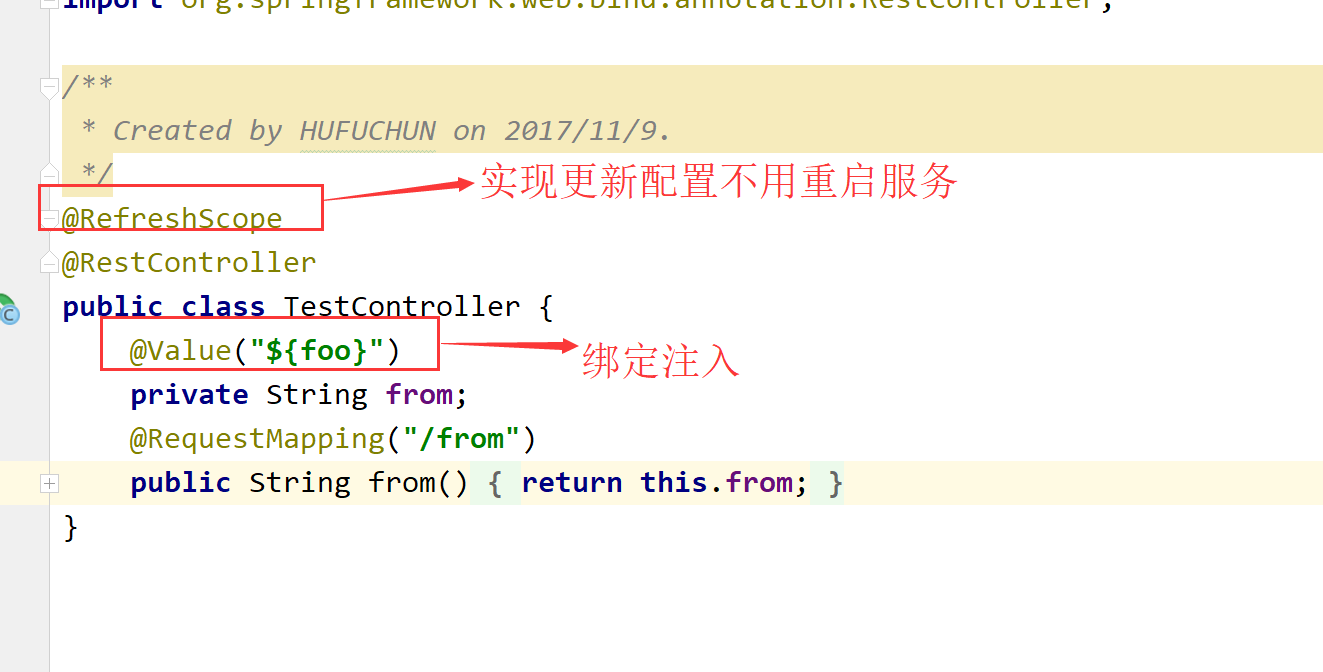 import org.springframework.web.bind.annotation.RestController;
/**
* Created by HUFUCHUN on 2017/11/9.
*/
实现更新配置不用重启服务
@RefreshScope
@RestController
public class TestController {
@Value("${foo}")
绑定注入
private String from;
@RequestMapping("/from")
public String from() { return this.from; }
}